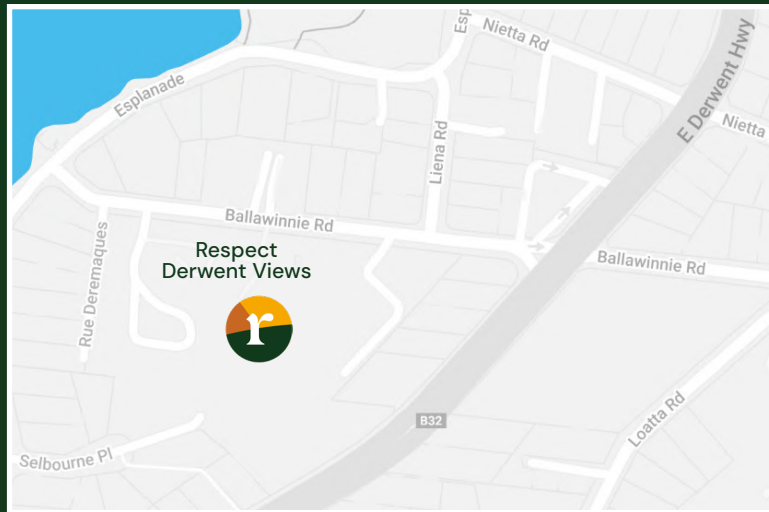 Esp
Nietta Rd
E Derwent Hwy
Esplanade
Nietta
Liena Rd
Ballawinnie Rd
Respect
Derwent Views
Ballawinnie Rd
Rue Deremaques
r
B32
Loatta Rd
Selbourne Pl